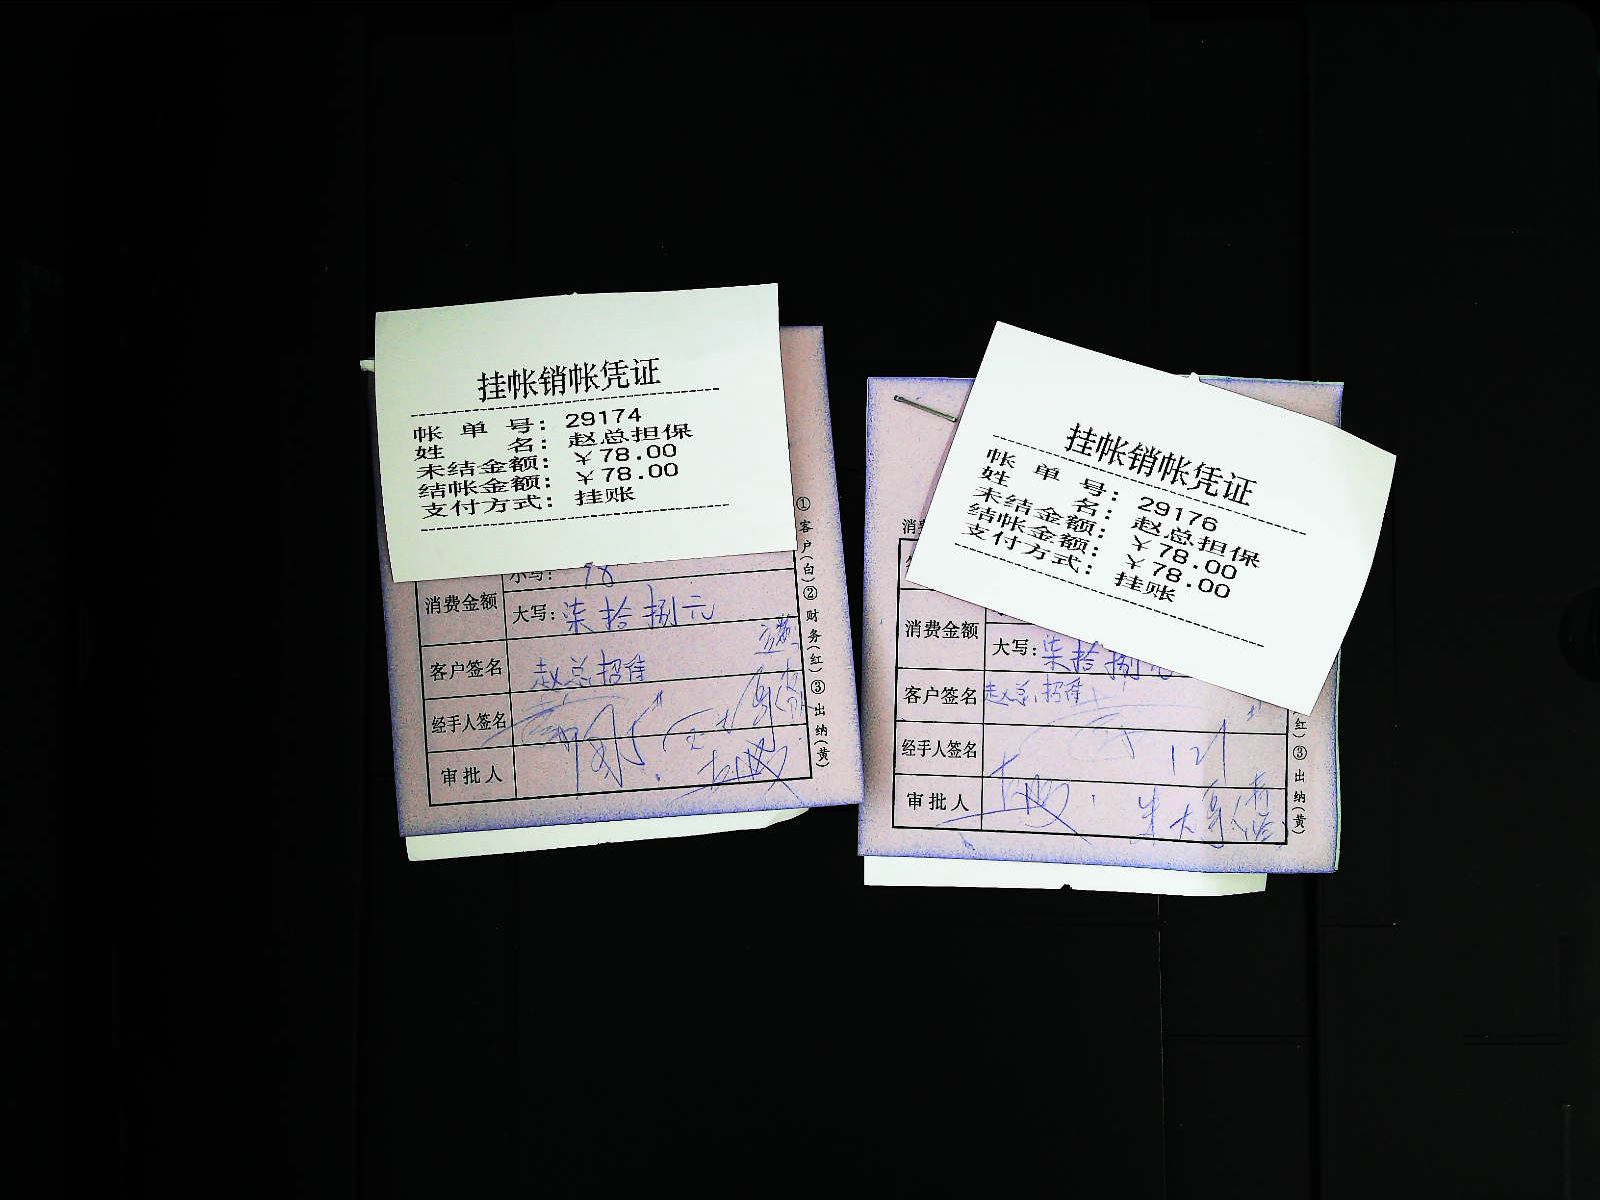 挂帐销帐凭证
帐单号：29174
姓名：赵总担保
未结金额：￥78.00
结帐金额：￥78.00
支付方式：挂账
小写：78
消费金额
大写：柒拾捌元
客户签名 赵总招待
经手人签名
审批人
①客户(白)②财务(红)③出纳(黄)
挂帐销帐凭证
帐单号：29176
姓名：赵总担保
未结金额：￥78.00
结帐金额：￥78.00
支付方式：挂账
消费金额
大写：柒拾捌元
客户签名 赵总招待
经手人签名
审批人
红)③出纳(黄)